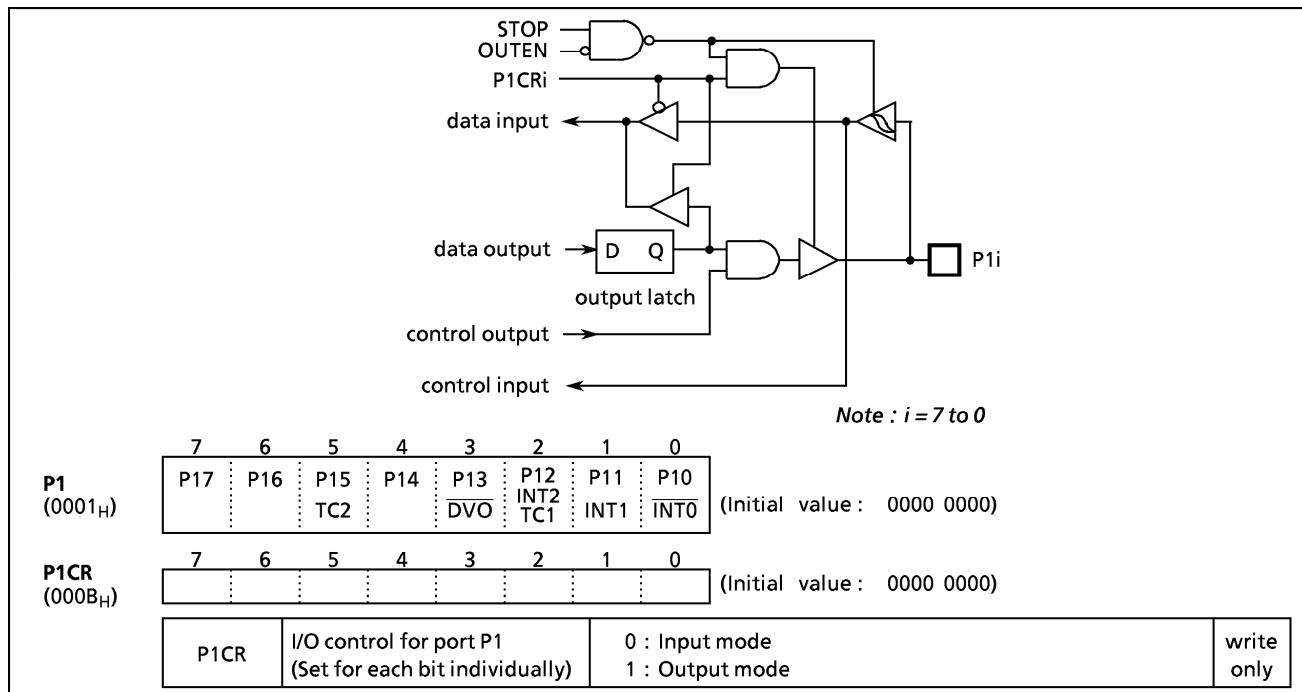 STOP
OUTEN
P1CRi
data input
data output
D Q
P1i
output latch
control output
control input
Note : i = 7 to 0
7 6 5 4 3 2 1 0
P1
(0001H)
P17 P16 P15 P14 P13 P12 P11 P10
TC2 DVO INT2 TC1 INT1 INT0
(Initial value : 0000 0000)
7 6 5 4 3 2 1 0
P1CR
(000BH)
(Initial value : 0000 0000)
P1CR
I/O control for port P1
(Set for each bit individually)
0 : Input mode
1 : Output mode
write
only